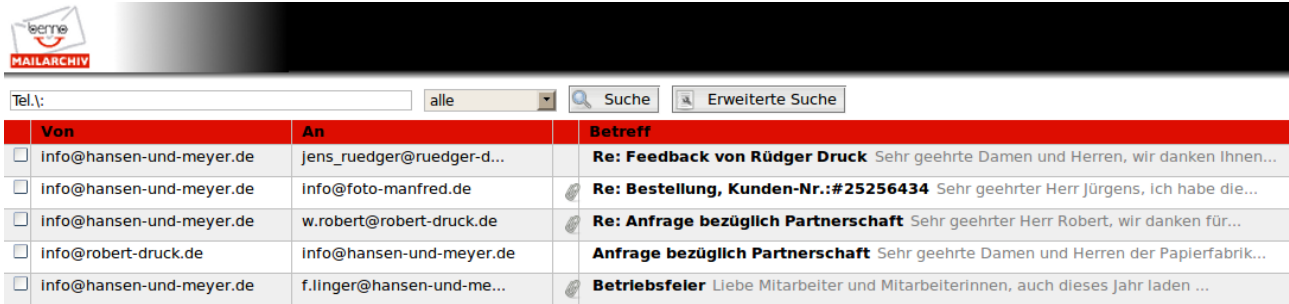 benno
MAILARCHIV
Tel.\: alle Suche Erweiterte Suche
Von An Betreff
info@hansen-und-meyer.de jens_ruedger@ruedger-d... Re: Feedback von Rüdger Druck Sehr geehrte Damen und Herren, wir danken Ihnen...
info@hansen-und-meyer.de info@foto-manfred.de Re: Bestellung, Kunden-Nr.:#25256434 Sehr geehrter Herr Jürgens, ich habe die...
info@hansen-und-meyer.de w.robert@robert-druck.de Re: Anfrage bezüglich Partnerschaft Sehr geehrter Herr Robert, wir danken für...
info@robert-druck.de info@hansen-und-meyer.de Anfrage bezüglich Partnerschaft Sehr geehrte Damen und Herren der Papierfabrik...
info@hansen-und-meyer.de f.linger@hansen-und-me... Betriebsfeier Liebe Mitarbeiter und Mitarbeiterinnen, auch dieses Jahr laden ...